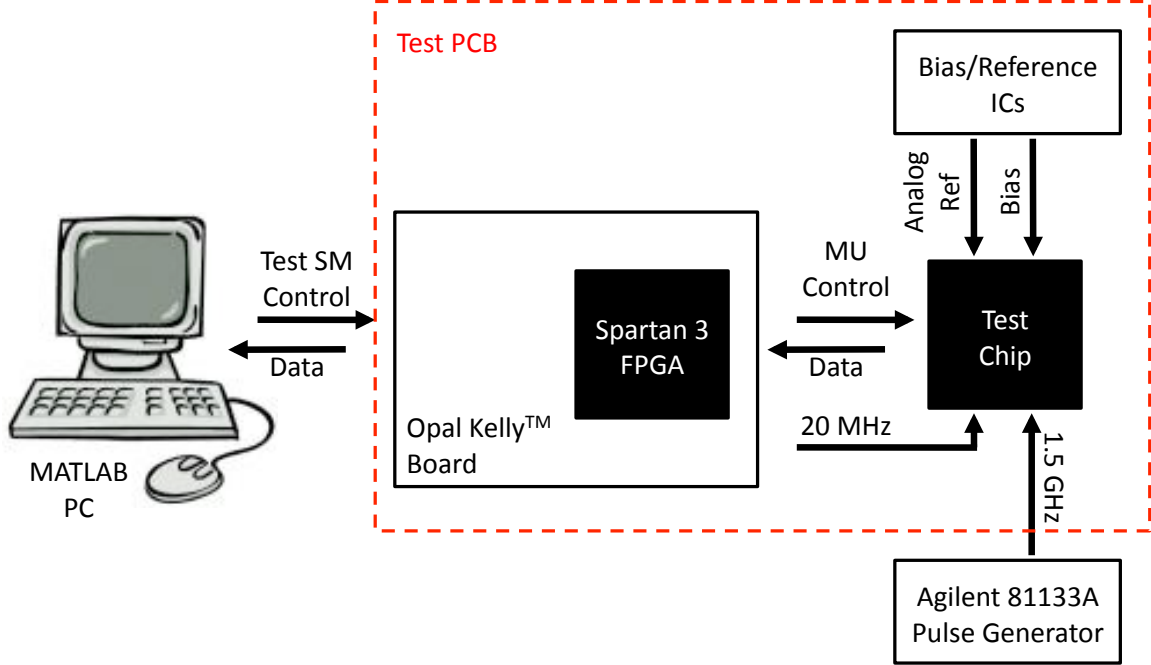 Test PCB
Bias/Reference
ICs
Analog
Ref
Bias
Test SM
Control
Data
MU
Control
Data
Spartan 3
FPGA
Test
Chip
Opal Kelly™
Board
20 MHz
1.5 GHz
MATLAB
PC
Agilent 81133A
Pulse Generator